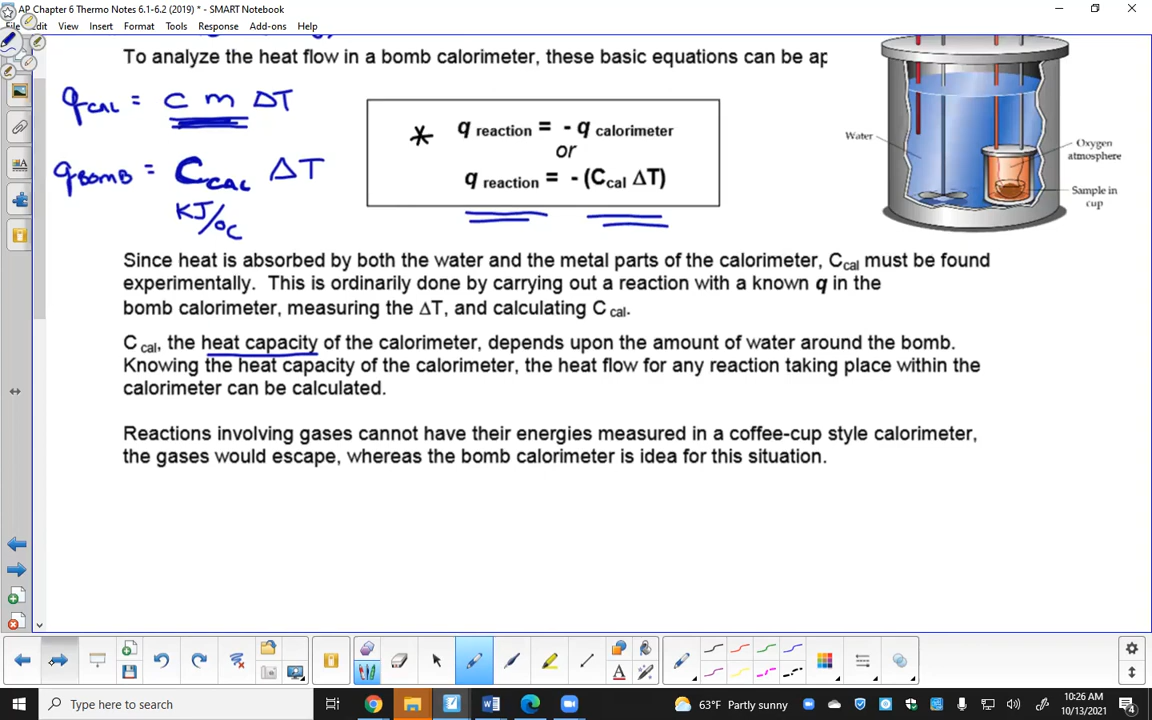 AP Chapter 6 Thermo Notes 6.1-6.2 (2019) * - SMART Notebook
Edit View Insert Format Tools Add-ons Help
To analyze the heat flow in a bomb calorimeter, these basic equations can be ap
qCAL = c m ΔT
* q reaction = - q calorimeter
or
q reaction = - (Ccal ΔT)
qBOMB = CCAL ΔT
KJ/°C
Water
Oxygen
atmosphere
Sample in
cup
Since heat is absorbed by both the water and the metal parts of the calorimeter, Ccal must be found
experimentally. This is ordinarily done by carrying out a reaction with a known q in the
bomb calorimeter, measuring the ΔT, and calculating C cal.
C cal, the heat capacity of the calorimeter, depends upon the amount of water around the bomb.
Knowing the heat capacity of the calorimeter, the heat flow for any reaction taking place within the
calorimeter can be calculated.
Reactions involving gases cannot have their energies measured in a coffee-cup style calorimeter,
the gases would escape, whereas the bomb calorimeter is idea for this situation.
Type here to search
63°F Partly sunny
10:26 AM
10/13/2021
4